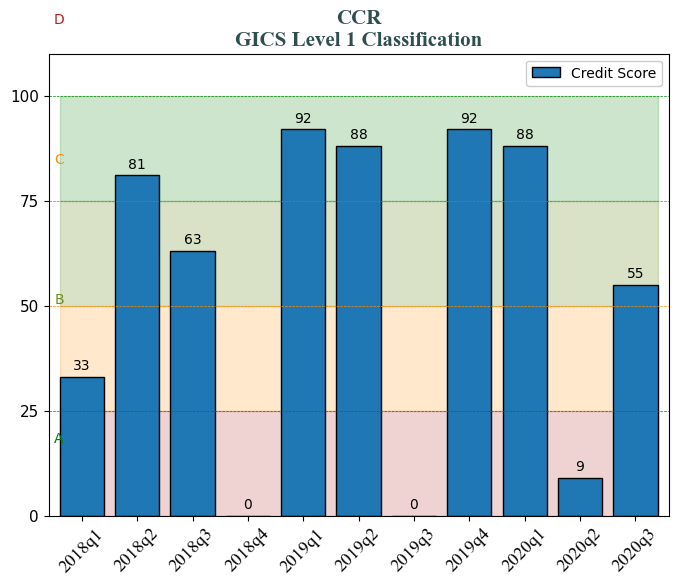 D
CCR
GICS Level 1 Classification
Credit Score
100
92
92
88
88
C
81
75
63
55
B
50
33
25
A
9
0
0
0
2018q1
2018q2
2018q3
2018q4
2019q1
2019q2
2019q3
2019q4
2020q1
2020q2
2020q3